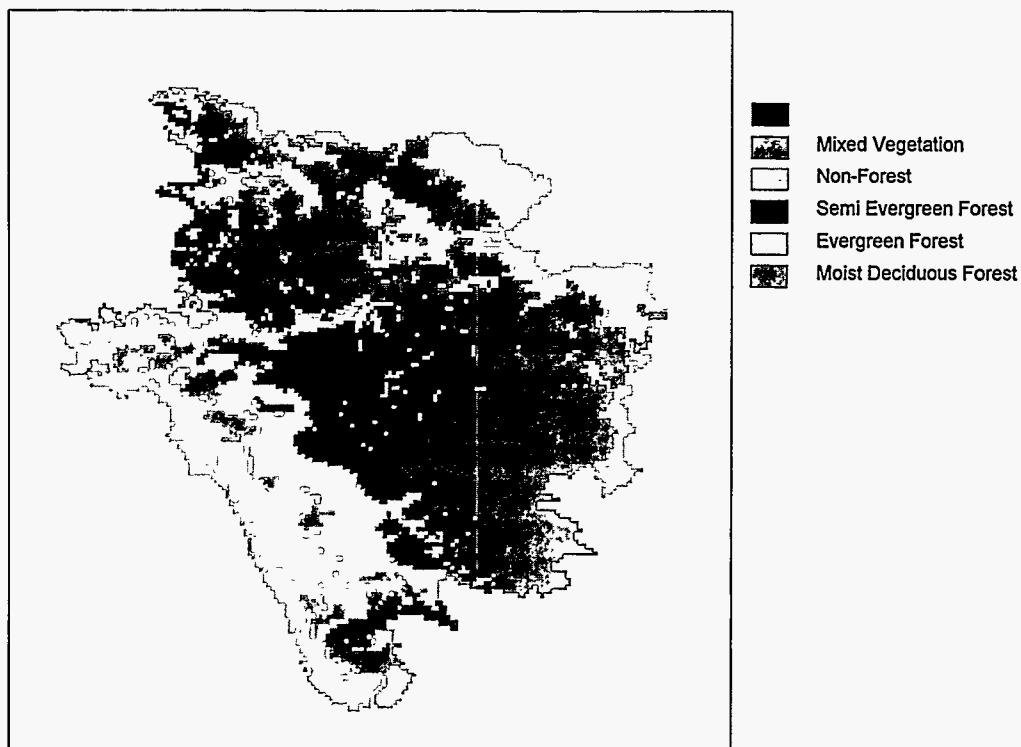 Mixed Vegetation
Non-Forest
Semi Evergreen Forest
Evergreen Forest
Moist Deciduous Forest